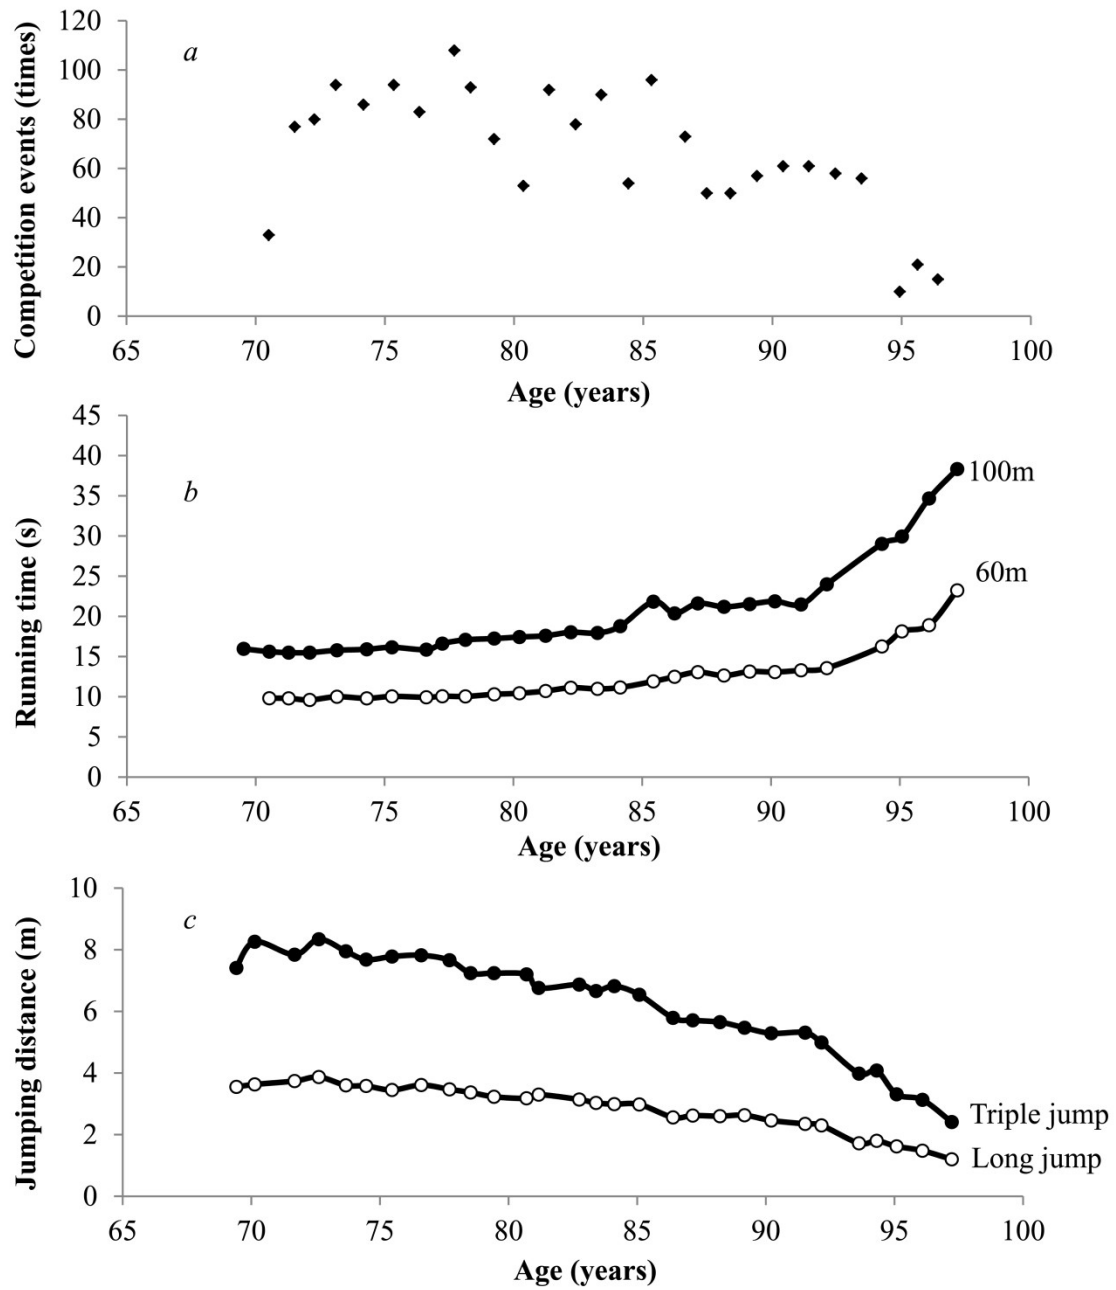 Competition events (times)
120
100
80
60
40
20
0
a
65 70 75 80 85 90 95 100
Age (years)
Running time (s)
45
40
35
30
25
20
15
10
5
0
b
100m
60m
65 70 75 80 85 90 95 100
Age (years)
Jumping distance (m)
10
8
6
4
2
0
c
Triple jump
Long jump
65 70 75 80 85 90 95 100
Age (years)